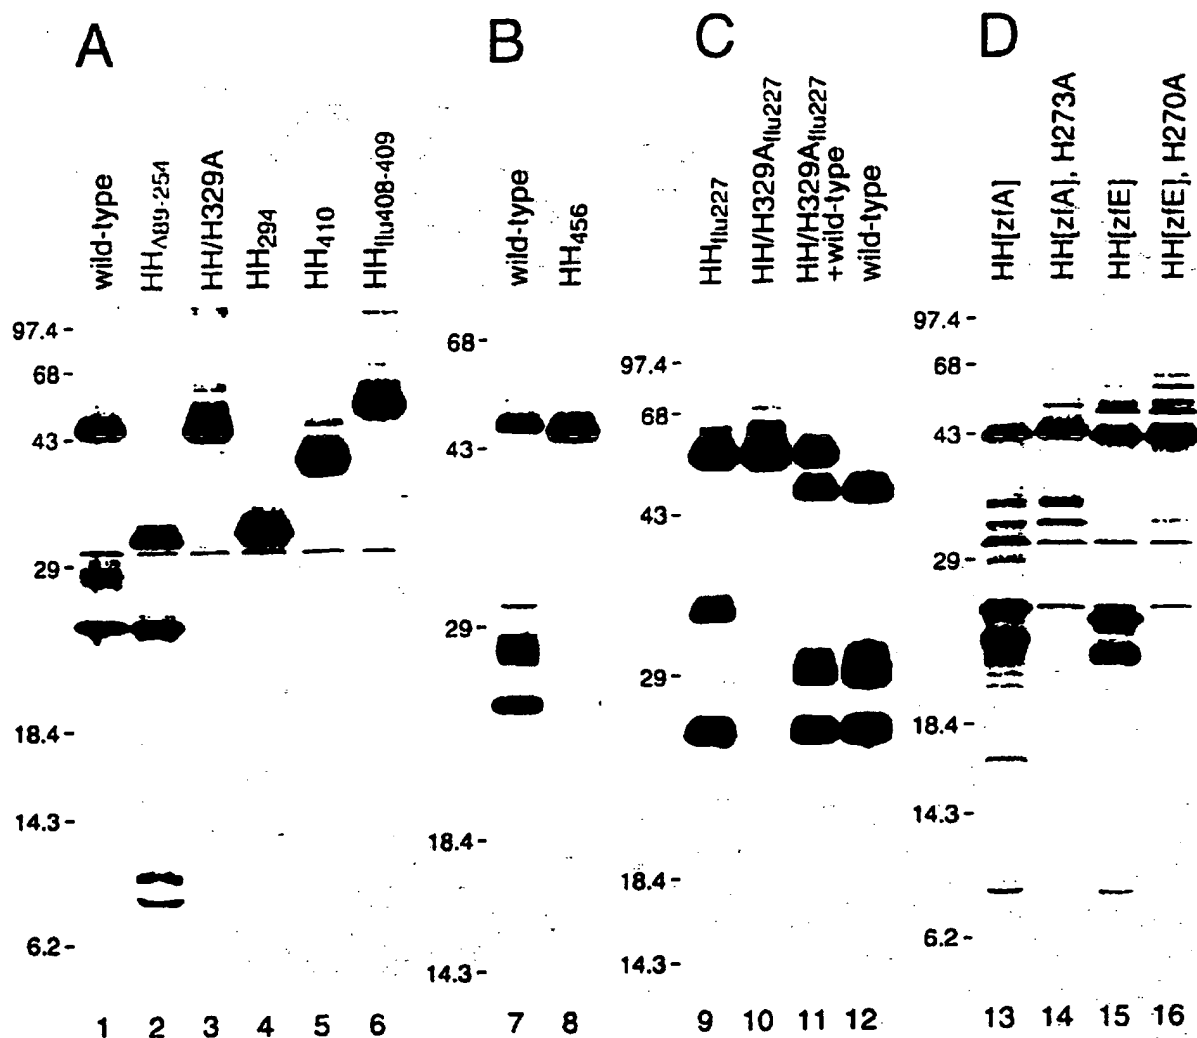 A
B
C
D
wild-type
HHΔ89-254
HH/H329A
HH294
HH410
HHflu408-409
wild-type
HH456
HHflu227
HH/H329Aflu227
HH/H329Aflu227
+wild-type
wild-type
HH[zfA]
HH[zfA], H273A
HH[zfE]
HH[zfE], H270A
97.4-
68-
43-
29-
18.4-
14.3-
6.2-
68-
43-
29-
18.4-
14.3-
97.4-
68-
43-
29-
18.4-
14.3-
97.4-
68-
43-
29-
18.4-
14.3-
6.2-
1 2 3 4 5 6
7 8
9 10 11 12
13 14 15 16